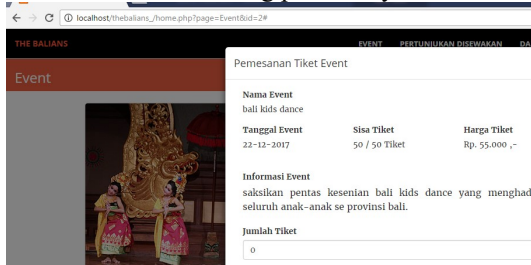 localhost/thebalians_/home.php?page=Event&id=2#
THE BALIANS
EVENT PERTUNJUKAN DISEWAKAN DA
Event
Pemesanan Tiket Event
Nama Event
bali kids dance
Tanggal Event Sisa Tiket Harga Tiket
22-12-2017 50 / 50 Tiket Rp. 55.000 ,-
Informasi Event
saksikan pentas kesenian bali kids dance yang menghad
seluruh anak-anak se provinsi bali.
Jumlah Tiket
0